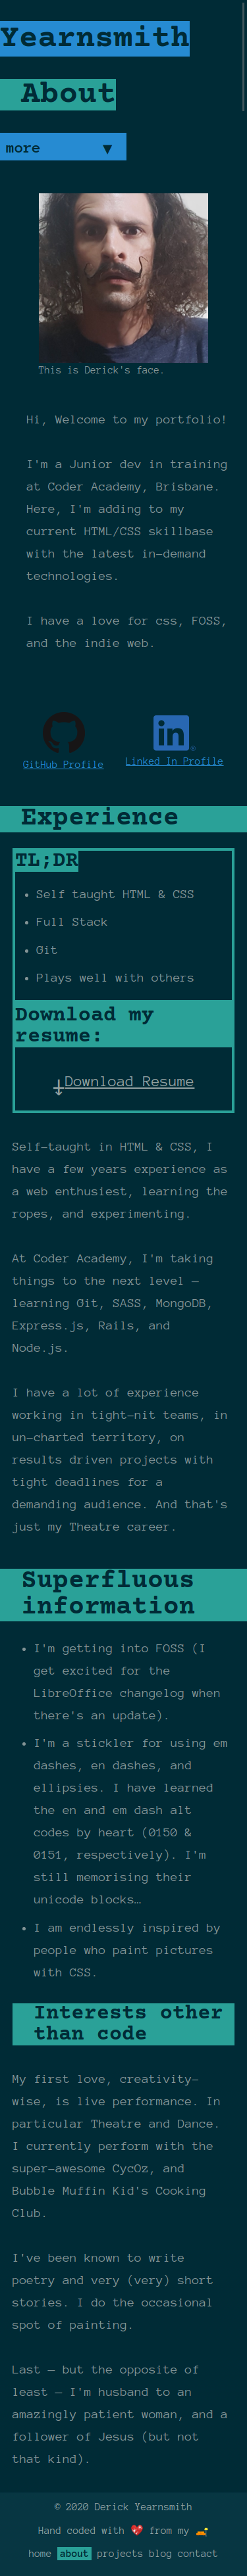 Yearnsmith
About
more ▼
This is Derick's face.
Hi, Welcome to my portfolio!
I'm a Junior dev in training
at Coder Academy, Brisbane.
Here, I'm adding to my
current HTML/CSS skillbase
with the latest in-demand
technologies.
I have a love for css, FOSS,
and the indie web.
GitHub Profile
Linked In Profile
Experience
TL;DR
• Self taught HTML & CSS
• Full Stack
• Git
• Plays well with others
Download my
resume:
Download Resume
Self-taught in HTML & CSS, I
have a few years experience as
a web enthusiest, learning the
ropes, and experimenting.
At Coder Academy, I'm taking
things to the next level –
learning Git, SASS, MongoDB,
Express.js, Rails, and
Node.js.
I have a lot of experience
working in tight-nit teams, in
un-charted territory, on
results driven projects with
tight deadlines for a
demanding audience. And that's
just my Theatre career.
Superfluous
information
• I'm getting into FOSS (I
get excited for the
LibreOffice changelog when
there's an update).
• I'm a stickler for using em
dashes, en dashes, and
ellipsies. I have learned
the en and em dash alt
codes by heart (0150 &
0151, respectively). I'm
still memorising their
unicode blocks…
• I am endlessly inspired by
people who paint pictures
with CSS.
Interests other
than code
My first love, creativity-
wise, is live performance. In
particular Theatre and Dance.
I currently perform with the
super-awesome CycOz, and
Bubble Muffin Kid's Cooking
Club.
I've been known to write
poetry and very (very) short
stories. I do the occasional
spot of painting.
Last – but the opposite of
least – I'm husband to an
amazingly patient woman, and a
follower of Jesus (but not
that kind).
© 2020 Derick Yearnsmith
Hand coded with 💖 from my 🛋
home about projects blog contact